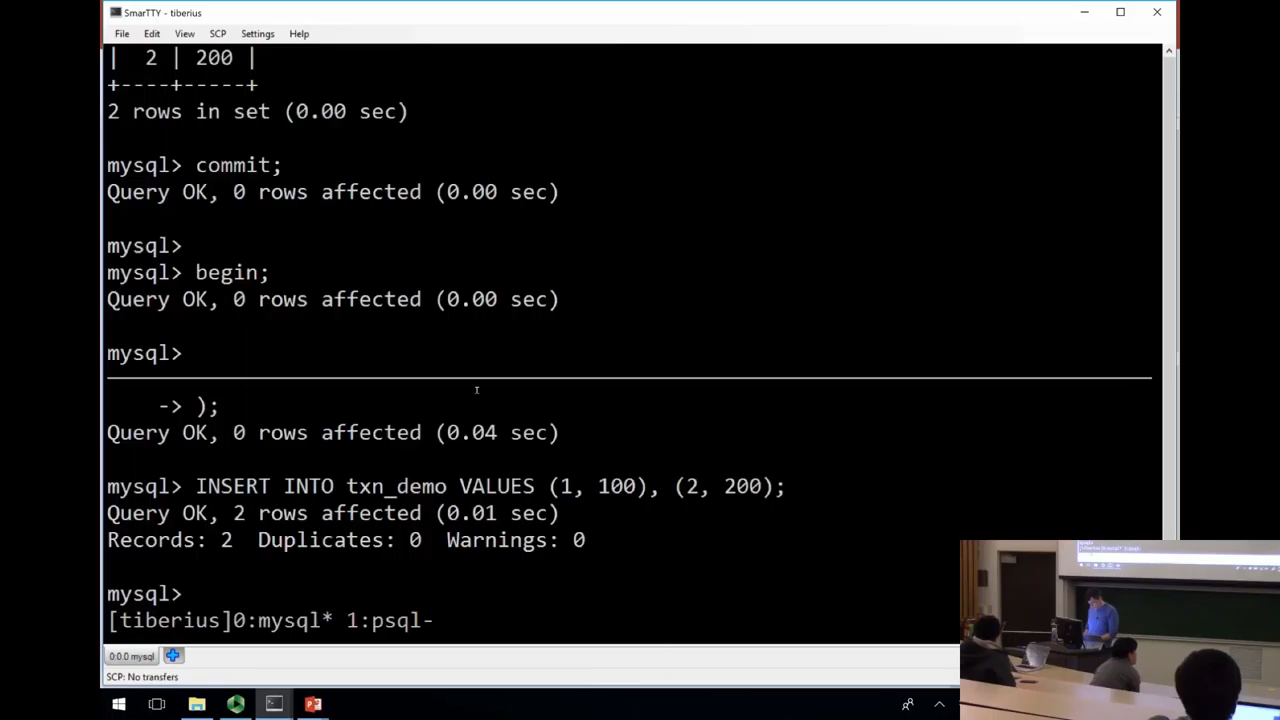 SmarTTY - tiberius
File Edit View SCP Settings Help
|  2 | 200 |
+----+-----+
2 rows in set (0.00 sec)
mysql> commit;
Query OK, 0 rows affected (0.00 sec)
mysql>
mysql> begin;
Query OK, 0 rows affected (0.00 sec)
mysql>
-> );
Query OK, 0 rows affected (0.04 sec)
mysql> INSERT INTO txn_demo VALUES (1, 100), (2, 200);
Query OK, 2 rows affected (0.01 sec)
Records: 2  Duplicates: 0  Warnings: 0
mysql>
[tiberius]0:mysql* 1:psql-
0:0.0 mysql
SCP: No transfers